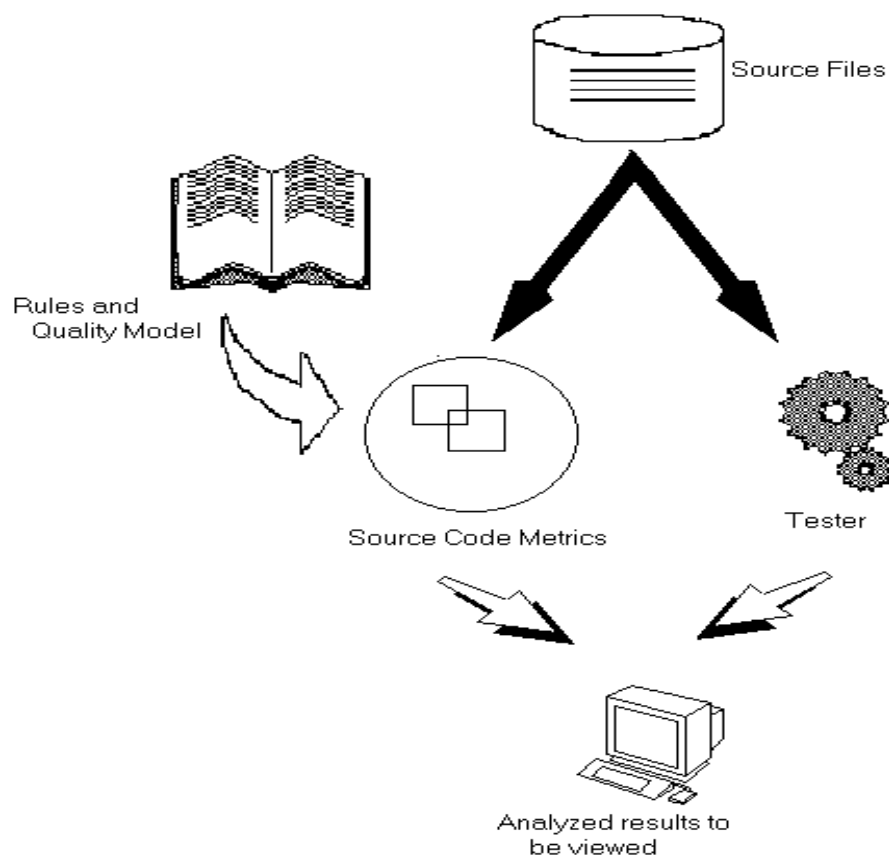 Source Files
Rules and
Quality Model
Source Code Metrics
Tester
Analyzed results to
be viewed